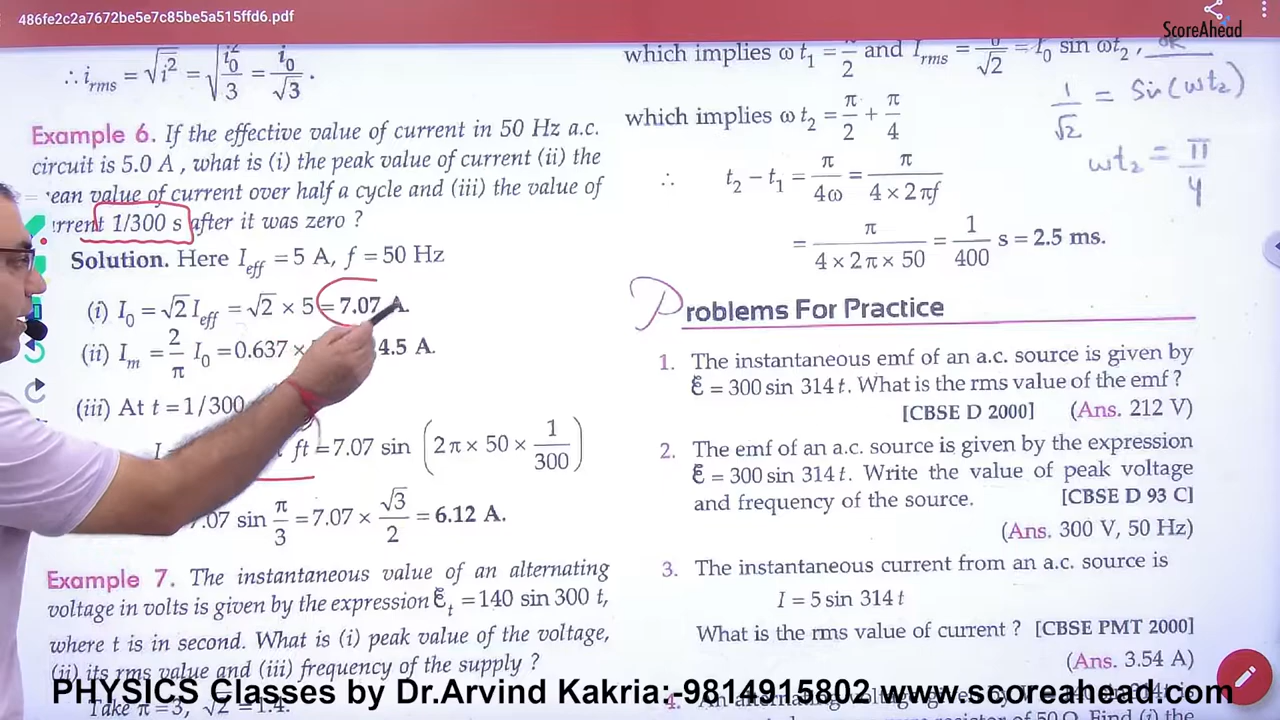 486fe2c2a7672be5e7c85be5a515ffd6.pdf
ScoreAhead
∴ i_rms = √i² = √(i₀²/3) = i₀/√3 .
Example 6. If the effective value of current in 50 Hz a.c.
circuit is 5.0 A , what is (i) the peak value of current (ii) the
ean value of current over half a cycle and (iii) the value of
rrent 1/300 s after it was zero ?
Solution. Here I_eff = 5 A, f = 50 Hz
(i) I₀ = √2 I_eff = √2 × 5 = 7.07 A.
(ii) I_m = 2/π I₀ = 0.637 × 4.5 A.
(iii) At t = 1/300
I ft = 7.07 sin (2π × 50 × 1/300)
7.07 sin π/3 = 7.07 × √3/2 = 6.12 A.
Example 7. The instantaneous value of an alternating
voltage in volts is given by the expression ℰ_t = 140 sin 300 t,
where t is in second. What is (i) peak value of the voltage,
(ii) its rms value and (iii) frequency of the supply ?
Take π = 3, √2 = 1.4.
which implies ω t₁ = π/2 and I_rms = I₀/√2 = I₀ sin ωt₂ ,
which implies ω t₂ = π/2 + π/4
∴ t₂ − t₁ = π/4ω = π/(4 × 2πf)
= π/(4 × 2π × 50) = 1/400 s = 2.5 ms.
1/√2 = Sin(ωt₂)
ωt₂ = π/4
Problems For Practice
1. The instantaneous emf of an a.c. source is given by
ℰ = 300 sin 314 t. What is the rms value of the emf ?
[CBSE D 2000] (Ans. 212 V)
2. The emf of an a.c. source is given by the expression
ℰ = 300 sin 314 t. Write the value of peak voltage
and frequency of the source. [CBSE D 93 C]
(Ans. 300 V, 50 Hz)
3. The instantaneous current from an a.c. source is
I = 5 sin 314 t
What is the rms value of current ? [CBSE PMT 2000]
(Ans. 3.54 A)
PHYSICS Classes by Dr.Arvind Kakria:-9814915802 www.scoreahead.com